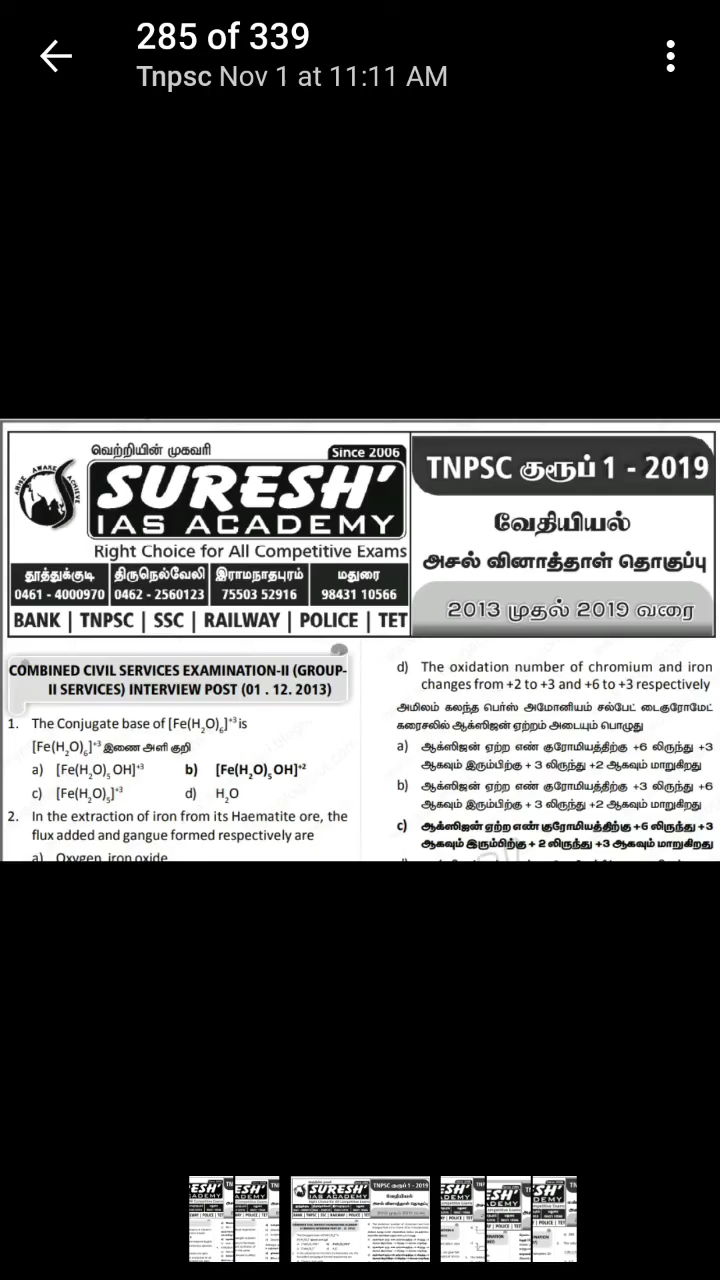 285 of 339
Tnpsc Nov 1 at 11:11 AM
வெற்றியின் முகவரி
Since 2006
ARISE AWAKE ACHIEVE
SURESH'
IAS ACADEMY
Right Choice for All Competitive Exams
தூத்துக்குடி திருநெல்வேலி இராமநாதபுரம் மதுரை
0461 - 4000970 0462 - 2560123 75503 52916 98431 10566
BANK | TNPSC | SSC | RAILWAY | POLICE | TET
TNPSC குரூப் 1 - 2019
வேதியியல்
அசல் வினாத்தாள் தொகுப்பு
2013 முதல் 2019 வரை
COMBINED CIVIL SERVICES EXAMINATION-II (GROUP-
II SERVICES) INTERVIEW POST (01 . 12. 2013)
1. The Conjugate base of [Fe(H₂O)₆]⁺³ is
[Fe(H₂O)₆]⁺³ இணை அளி குறி
a) [Fe(H₂O)₅ OH]⁺³ b) [Fe(H₂O)₅ OH]⁺²
c) [Fe(H₂O)₅]⁺³ d) H₂O
2. In the extraction of iron from its Haematite ore, the
flux added and gangue formed respectively are
a) Oxygen, iron oxide
d) The oxidation number of chromium and iron
changes from +2 to +3 and +6 to +3 respectively
அமிலம் கலந்த பெர்ஸ் அமோனியம் சல்பேட் டைகுரோமேட்
கரைசலில் ஆக்ஸிஜன் ஏற்றம் அடையும் பொழுது
a) ஆக்ஸிஜன் ஏற்ற எண் குரோமியத்திற்கு +6 லிருந்து +3
ஆகவும் இரும்பிற்கு + 3 லிருந்து +2 ஆகவும் மாறுகிறது
b) ஆக்ஸிஜன் ஏற்ற எண் குரோமியத்திற்கு +3 லிருந்து +6
ஆகவும் இரும்பிற்கு + 3 லிருந்து +2 ஆகவும் மாறுகிறது
c) ஆக்ஸிஜன் ஏற்ற எண் குரோமியத்திற்கு +6 லிருந்து +3
ஆகவும் இரும்பிற்கு + 2 லிருந்து +3 ஆகவும் மாறுகிறது